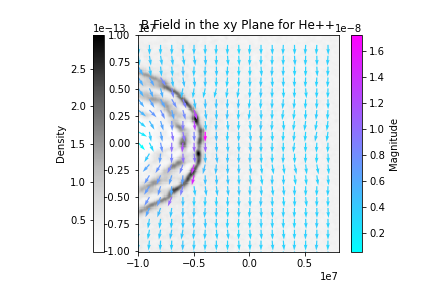 B Field in the xy Plane for He++
1e−13
1e7
1e−8
Density
2.5
2.0
1.5
1.0
0.5
1.00
0.75
0.50
0.25
0.00
−0.25
−0.50
−0.75
−1.00
−1.0 −0.5 0.0 0.5
1e7
1.6
1.4
1.2
1.0
0.8
0.6
0.4
0.2
Magnitude